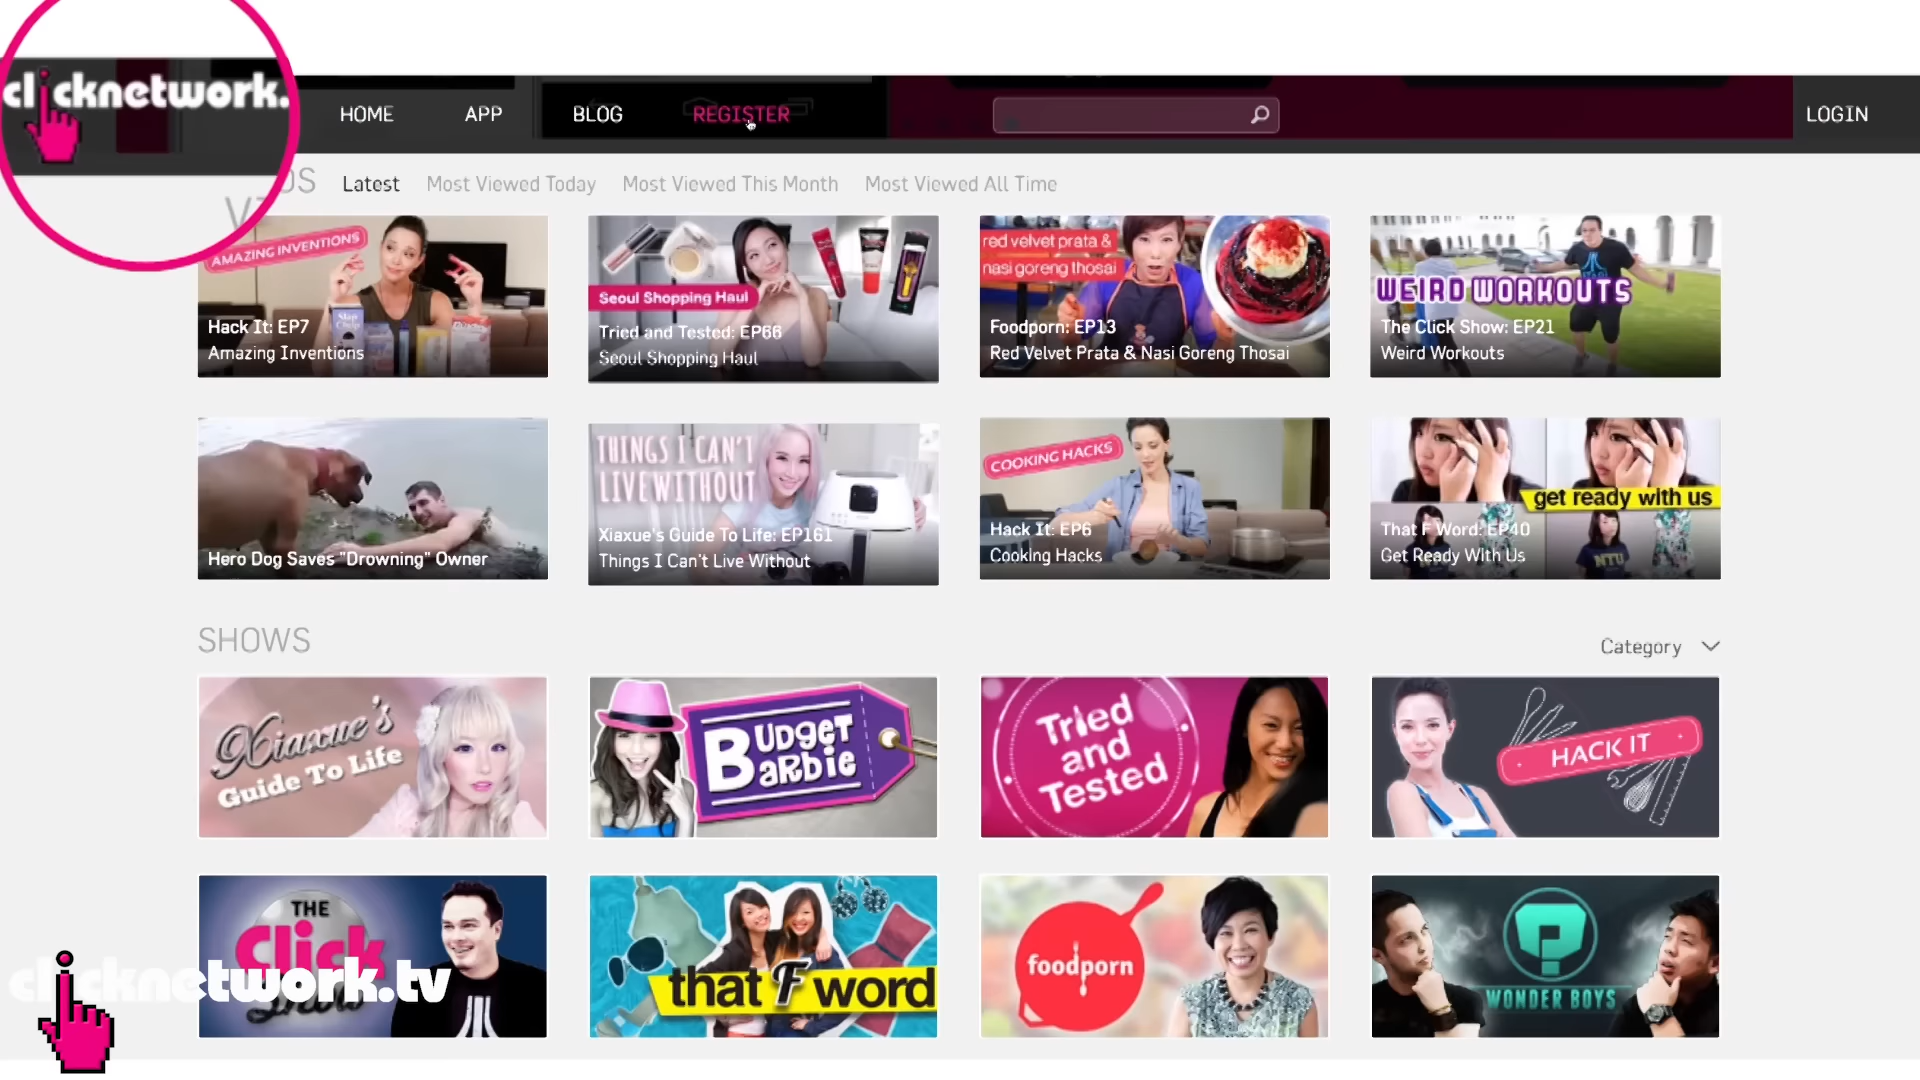 clicknetwork.
HOME
APP
BLOG
REGISTER
LOGIN
Latest
Most Viewed Today
Most Viewed This Month
Most Viewed All Time
AMAZING INVENTIONS
Hack It: EP7
Amazing Inventions
Seoul Shopping Haul
Tried and Tested: EP66
Seoul Shopping Haul
red velvet prata &
nasi goreng thosai
Foodporn: EP13
Red Velvet Prata & Nasi Goreng Thosai
WEIRD WORKOUTS
The Click Show: EP21
Weird Workouts
Hero Dog Saves "Drowning" Owner
THINGS I CAN'T
LIVE WITHOUT
Xiaxue's Guide To Life: EP161
Things I Can't Live Without
COOKING HACKS
Hack It: EP6
Cooking Hacks
get ready with us
That F Word: EP40
Get Ready With Us
NTU
SHOWS
Category
Xiaxue's
Guide To Life
BUDGET
BARBIE
Tried
and
Tested
HACK IT
THE
Click
Show
that F word
foodporn
WONDER BOYS
clicknetwork.tv